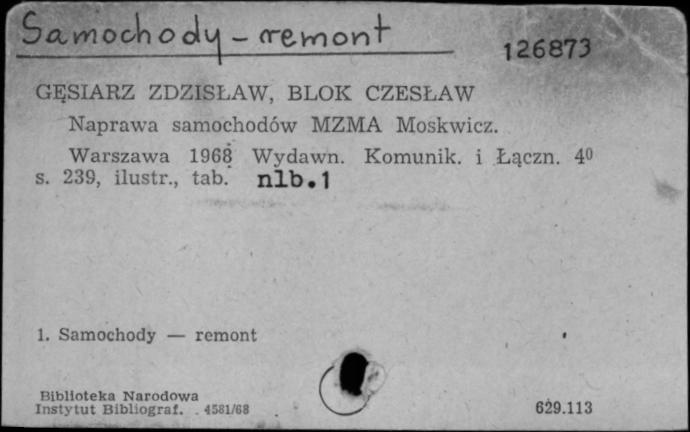 Samochody - remont
126873
GĘSIARZ ZDZISŁAW, BLOK CZESŁAW
Naprawa samochodów MZMA Moskwicz.
Warszawa 1968 Wydawn. Komunik. i Łączn. 4⁰
s. 239, ilustr., tab. nlb.1
1. Samochody — remont
Biblioteka Narodowa
Instytut Bibliograf. . 4581/68
629.113